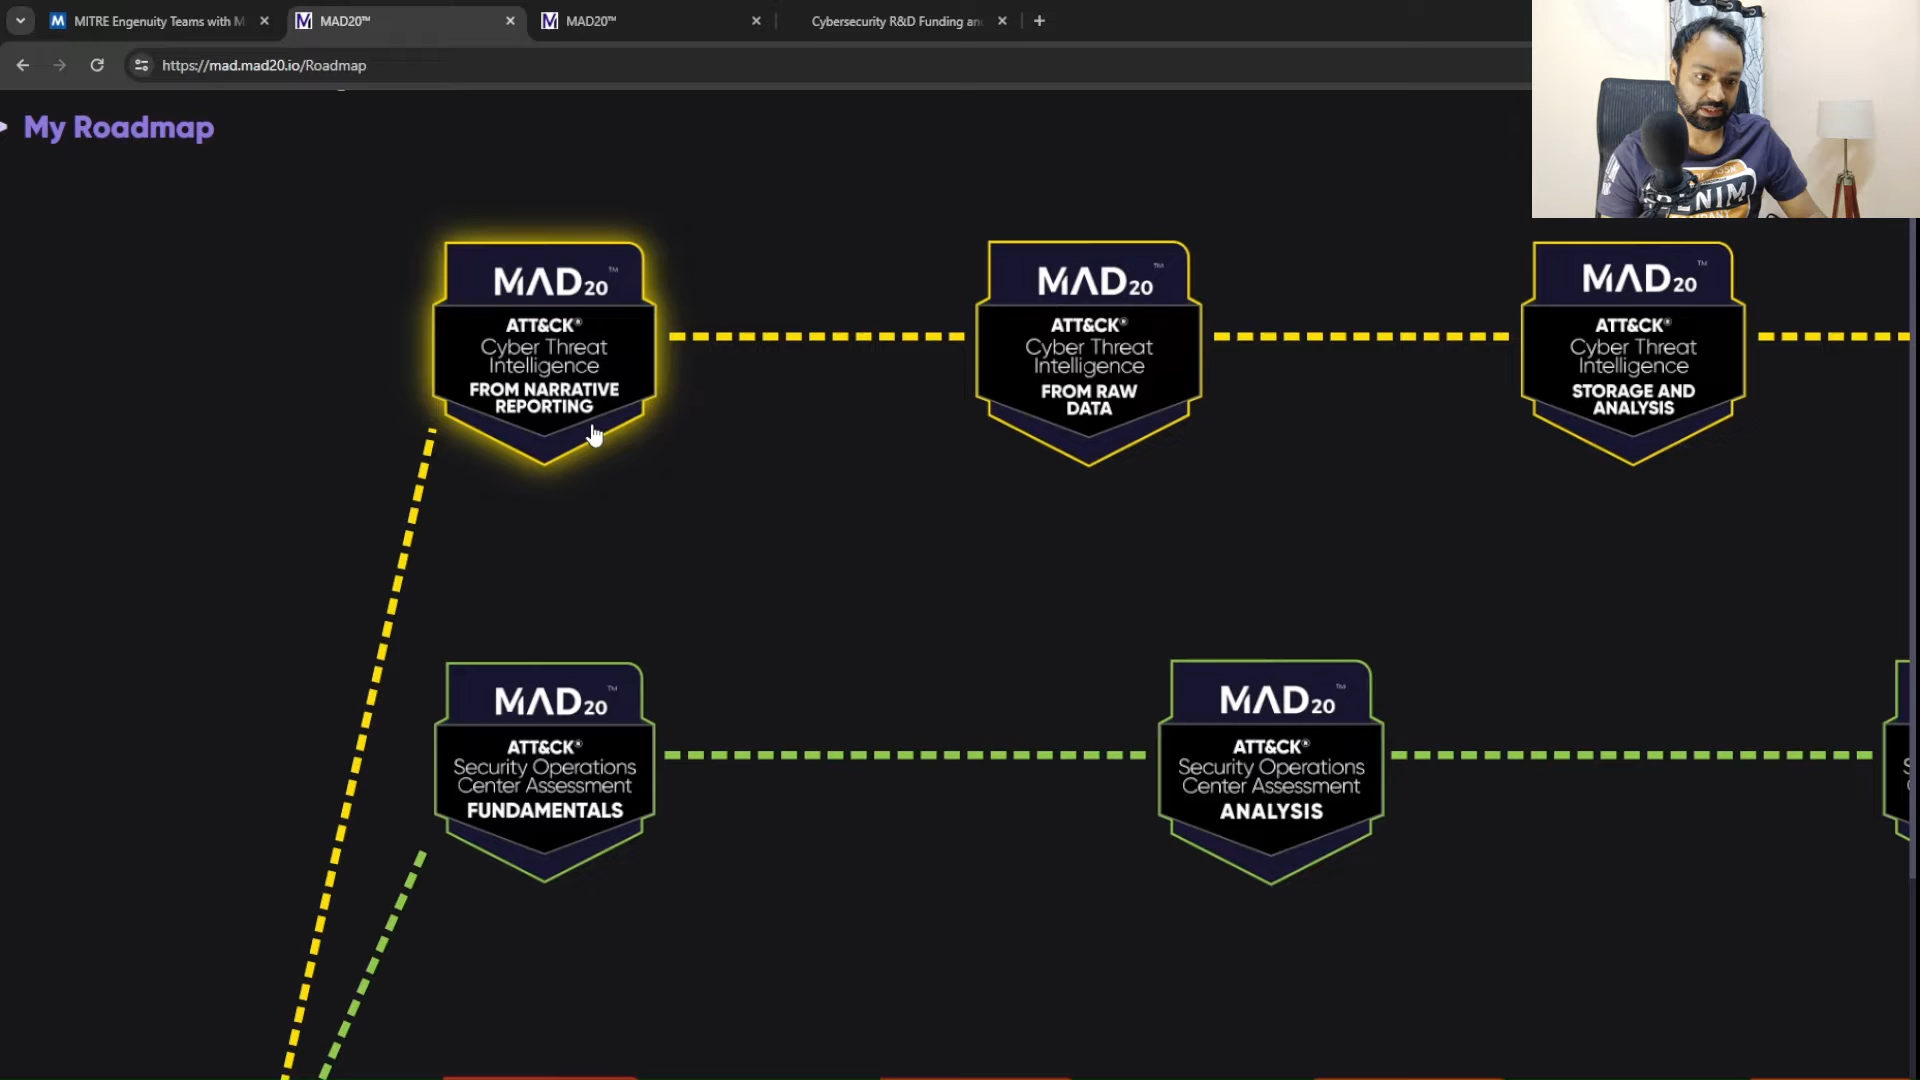 MITRE Engenuity Teams with M
MAD20™
MAD20™
Cybersecurity R&D Funding an
https://mad.mad20.io/Roadmap
> My Roadmap
MAD20™
ATT&CK®
Cyber Threat
Intelligence
FROM NARRATIVE
REPORTING
MAD20™
ATT&CK®
Cyber Threat
Intelligence
FROM RAW
DATA
MAD20™
ATT&CK®
Cyber Threat
Intelligence
STORAGE AND
ANALYSIS
MAD20™
ATT&CK®
Security Operations
Center Assessment
FUNDAMENTALS
MAD20™
ATT&CK®
Security Operations
Center Assessment
ANALYSIS
DENIM